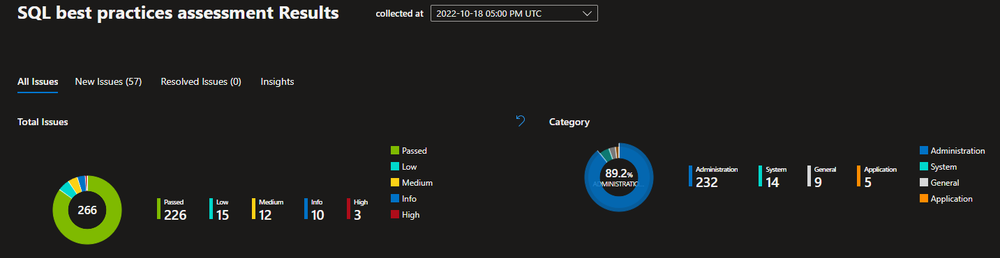 SQL best practices assessment Results
collected at 2022-10-18 05:00 PM UTC
All Issues New Issues (57) Resolved Issues (0) Insights
Total Issues
266
Passed 226
Low 15
Medium 12
Info 10
High 3
Passed
Low
Medium
Info
High
Category
89.2%
ADMINISTRATIO...
Administration 232
System 14
General 9
Application 5
Administration
System
General
Application